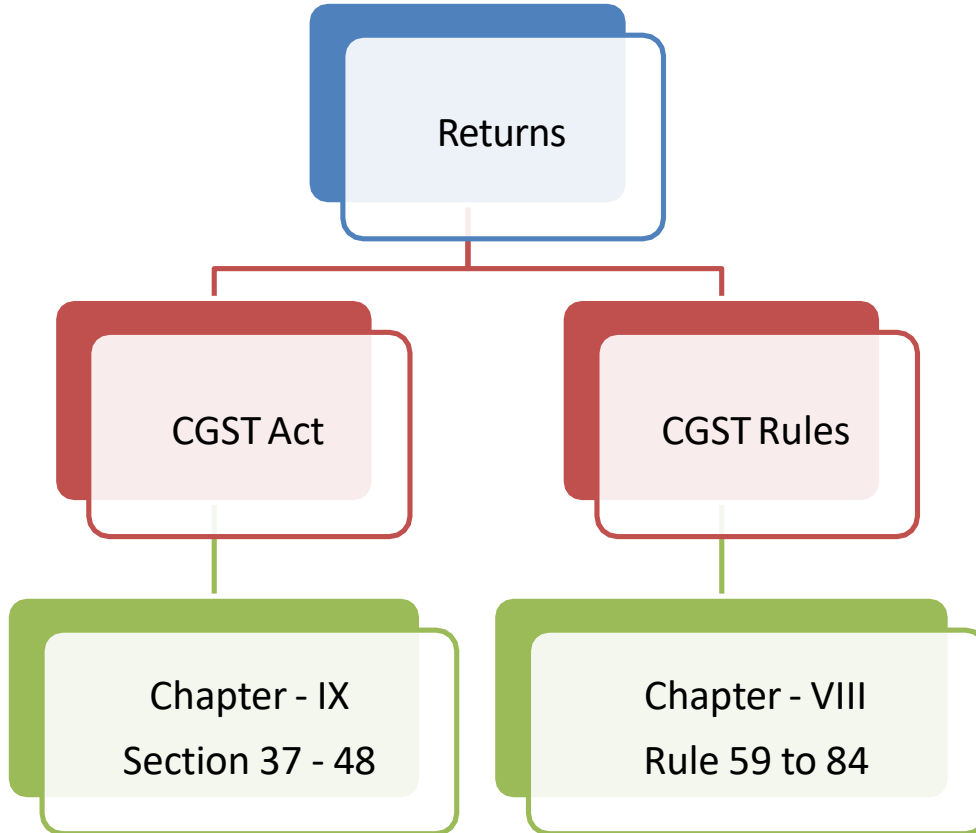 Returns
CGST Act
CGST Rules
Chapter - IX
Section 37 - 48
Chapter - VIII
Rule 59 to 84